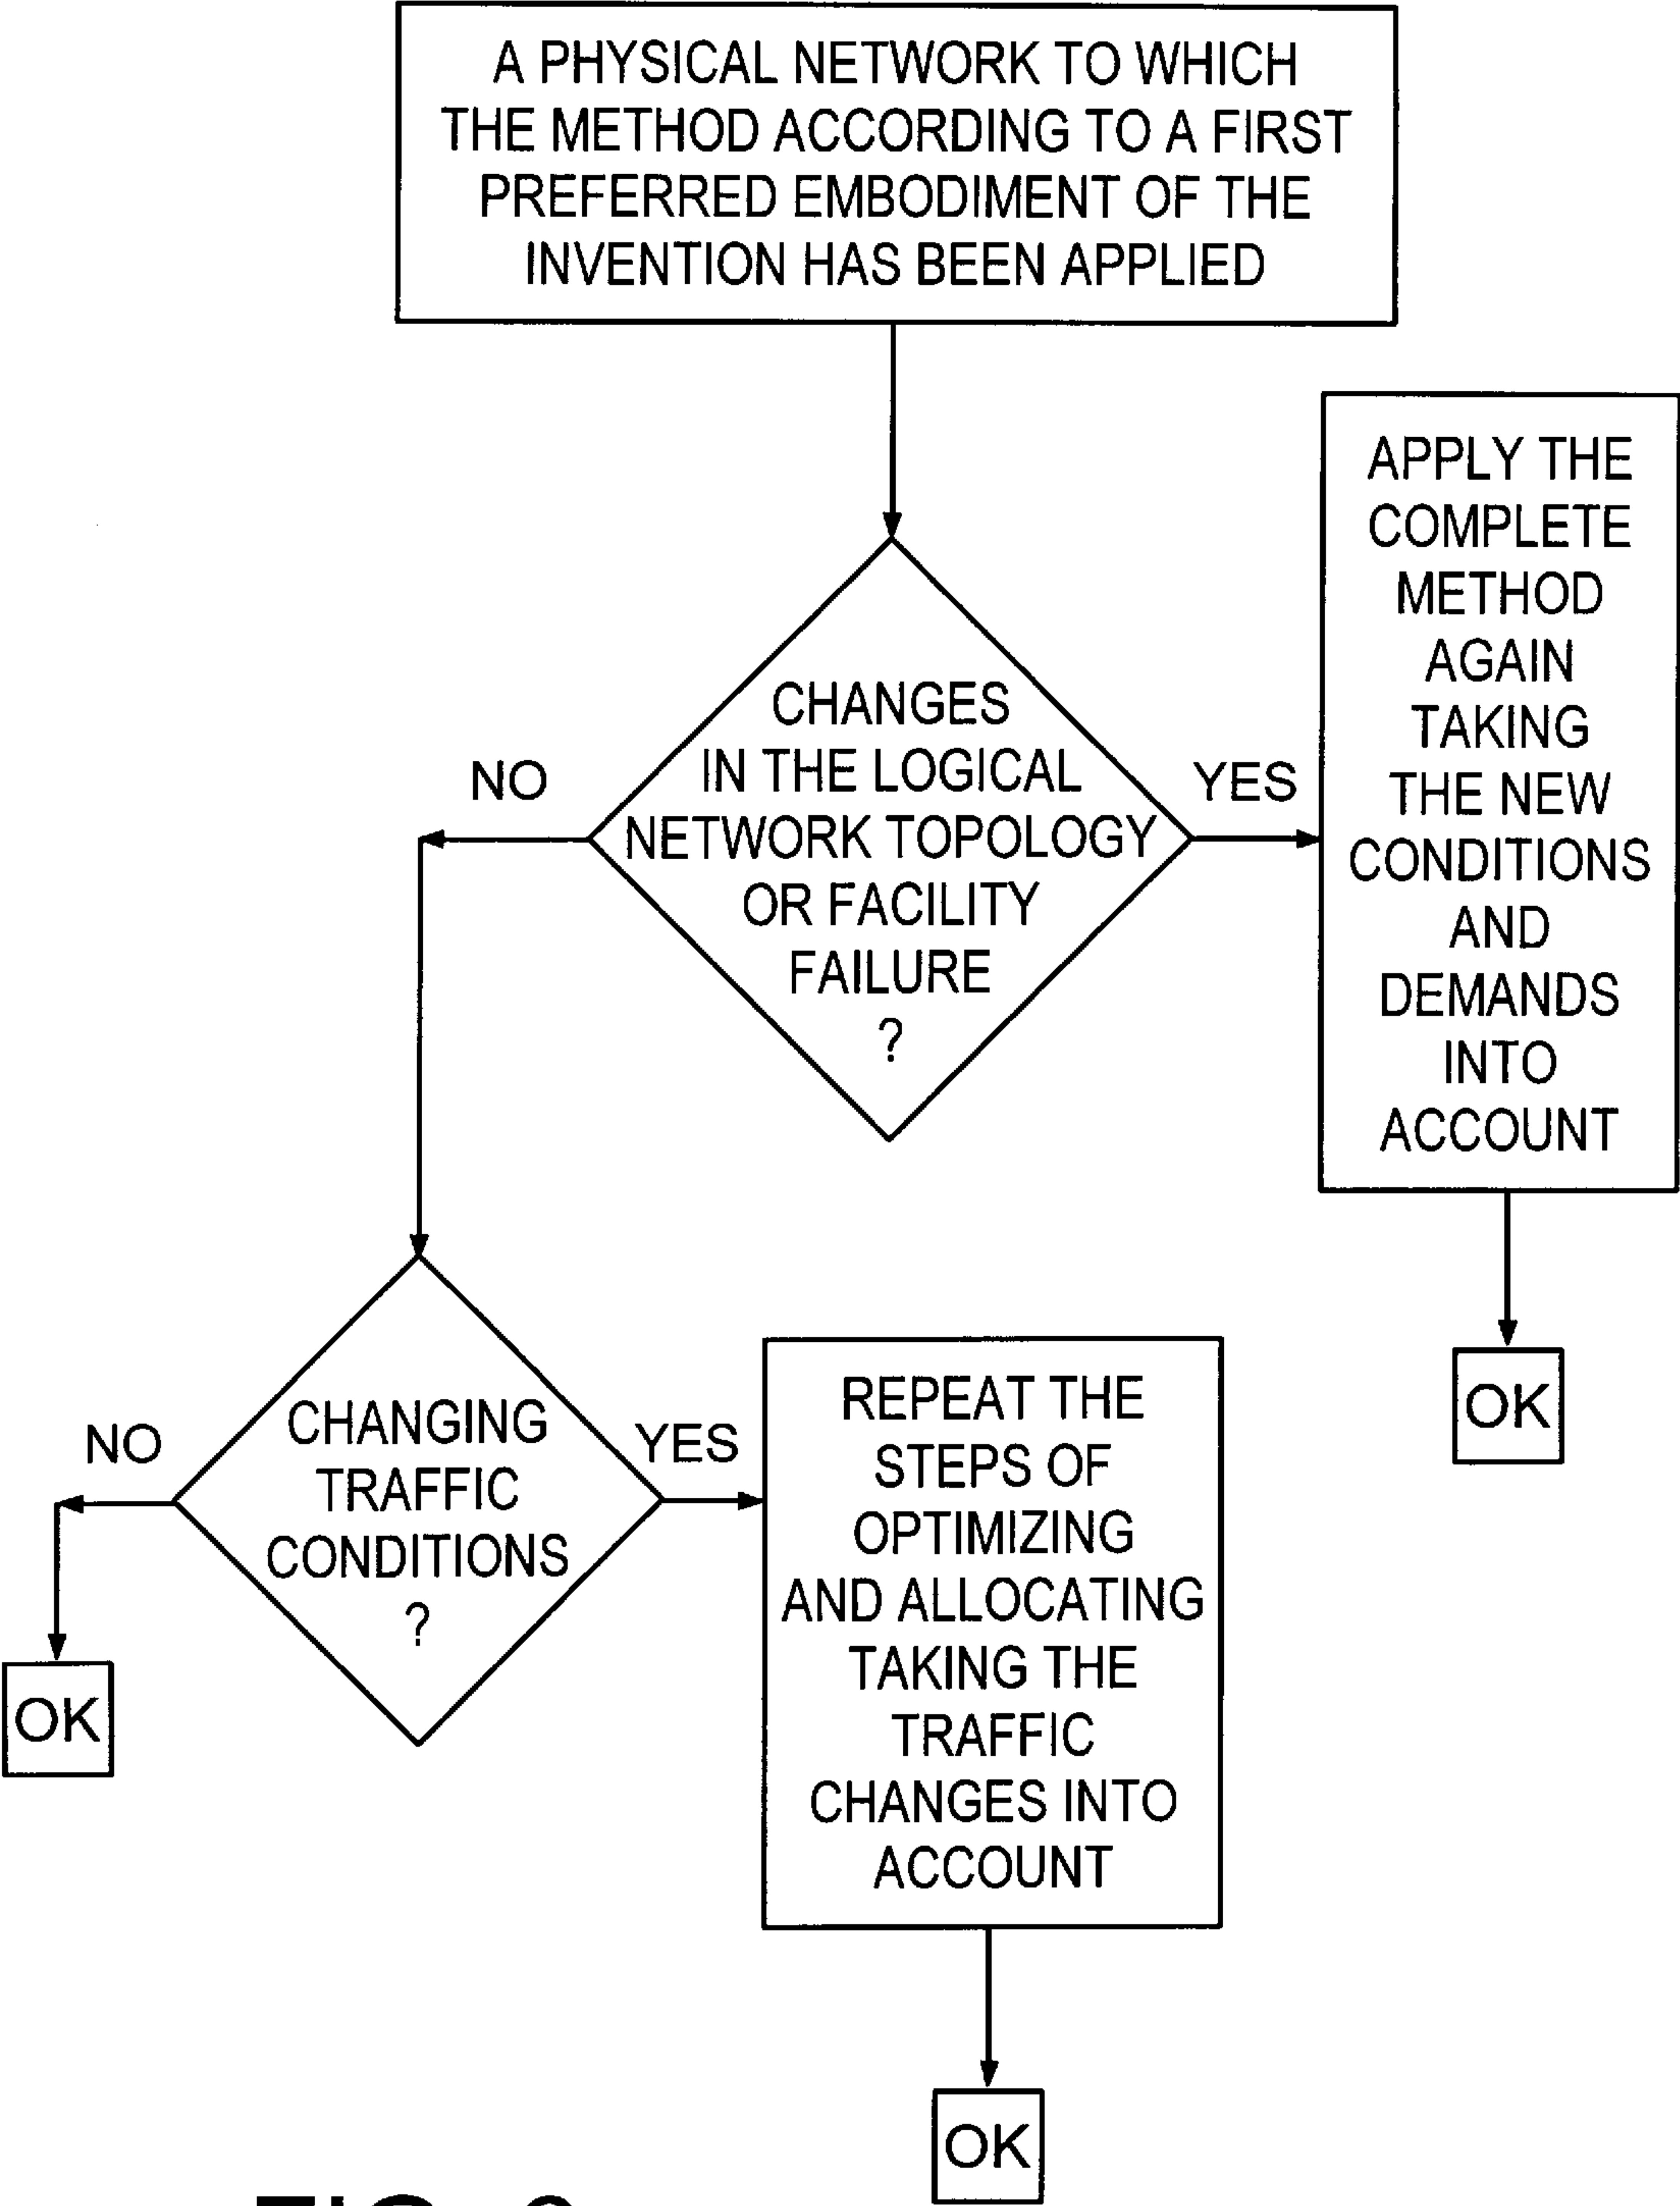 A PHYSICAL NETWORK TO WHICH
THE METHOD ACCORDING TO A FIRST
PREFERRED EMBODIMENT OF THE
INVENTION HAS BEEN APPLIED
CHANGES
IN THE LOGICAL
NETWORK TOPOLOGY
OR FACILITY
FAILURE
?
NO
YES
APPLY THE
COMPLETE
METHOD
AGAIN
TAKING
THE NEW
CONDITIONS
AND
DEMANDS
INTO
ACCOUNT
OK
CHANGING
TRAFFIC
CONDITIONS
?
NO
YES
OK
REPEAT THE
STEPS OF
OPTIMIZING
AND ALLOCATING
TAKING THE
TRAFFIC
CHANGES INTO
ACCOUNT
OK